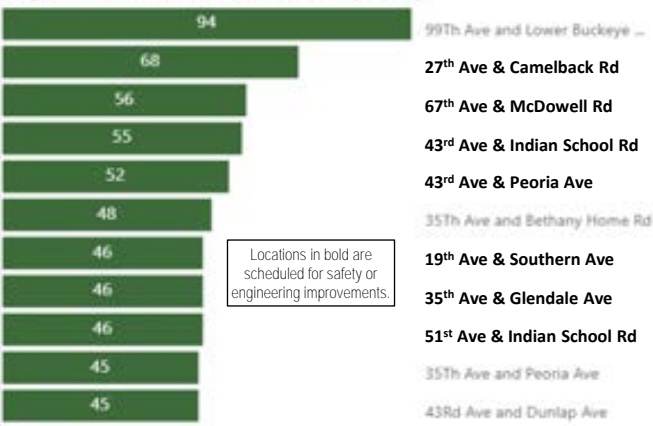 94 99Th Ave and Lower Buckeye ...
68 27th Ave & Camelback Rd
56 67th Ave & McDowell Rd
55 43rd Ave & Indian School Rd
52 43rd Ave & Peoria Ave
48 35Th Ave and Bethany Home Rd
46 19th Ave & Southern Ave
Locations in bold are
scheduled for safety or
engineering improvements.
46 35th Ave & Glendale Ave
46 51st Ave & Indian School Rd
45 35Th Ave and Peoria Ave
45 43Rd Ave and Dunlap Ave